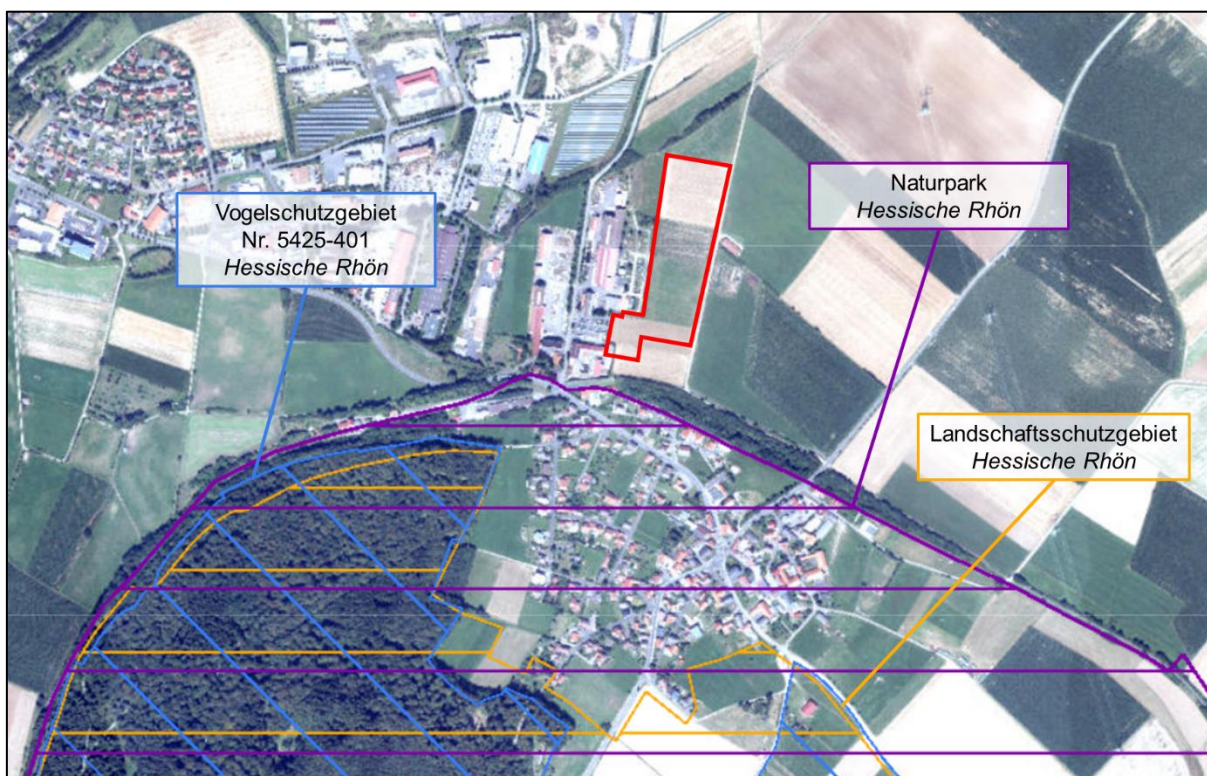 Vogelschutzgebiet
Nr. 5425-401
Hessische Rhön
Naturpark
Hessische Rhön
Landschaftsschutzgebiet
Hessische Rhön